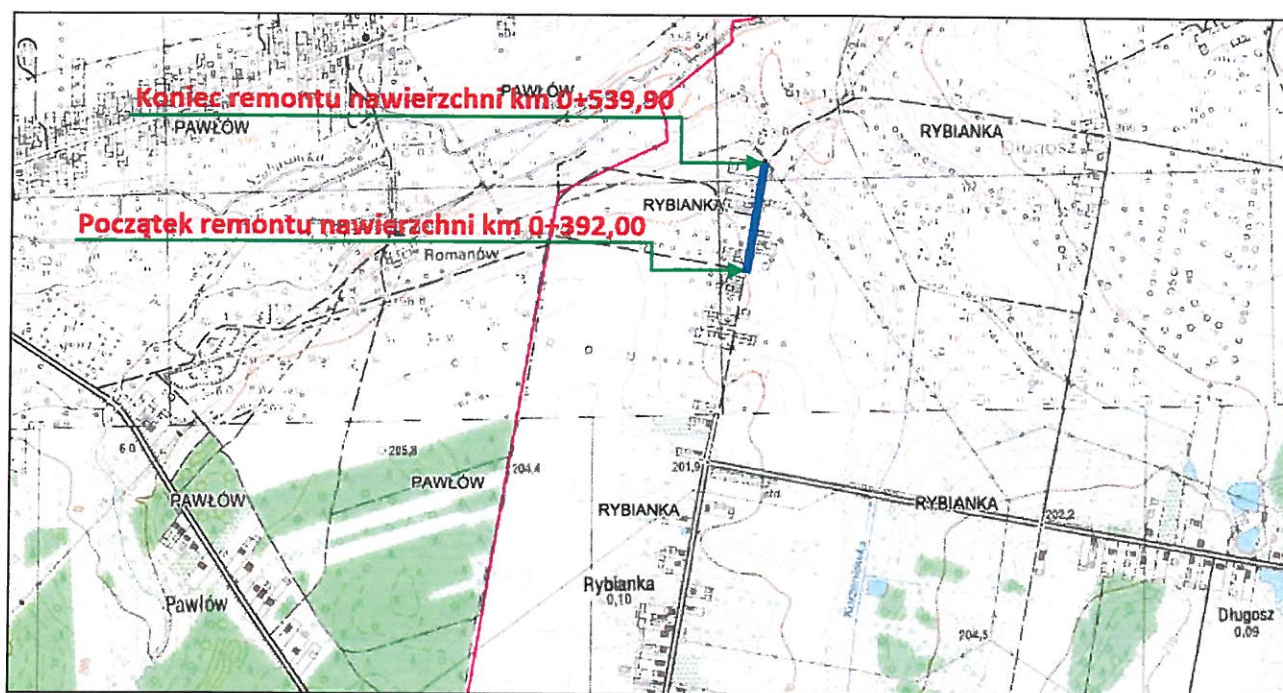 PAWŁÓW
Koniec remontu nawierzchni km 0+539,90
PAWŁÓW
RYBIANKA
Długosz
RYBIANKA
Początek remontu nawierzchni km 0+392,00
Romanów
205,8
204,4
PAWŁÓW
PAWŁÓW
201,9
RYBIANKA
RYBIANKA
202,2
Rybianka
0,10
Pawłów
Długosz
0,09
204,5